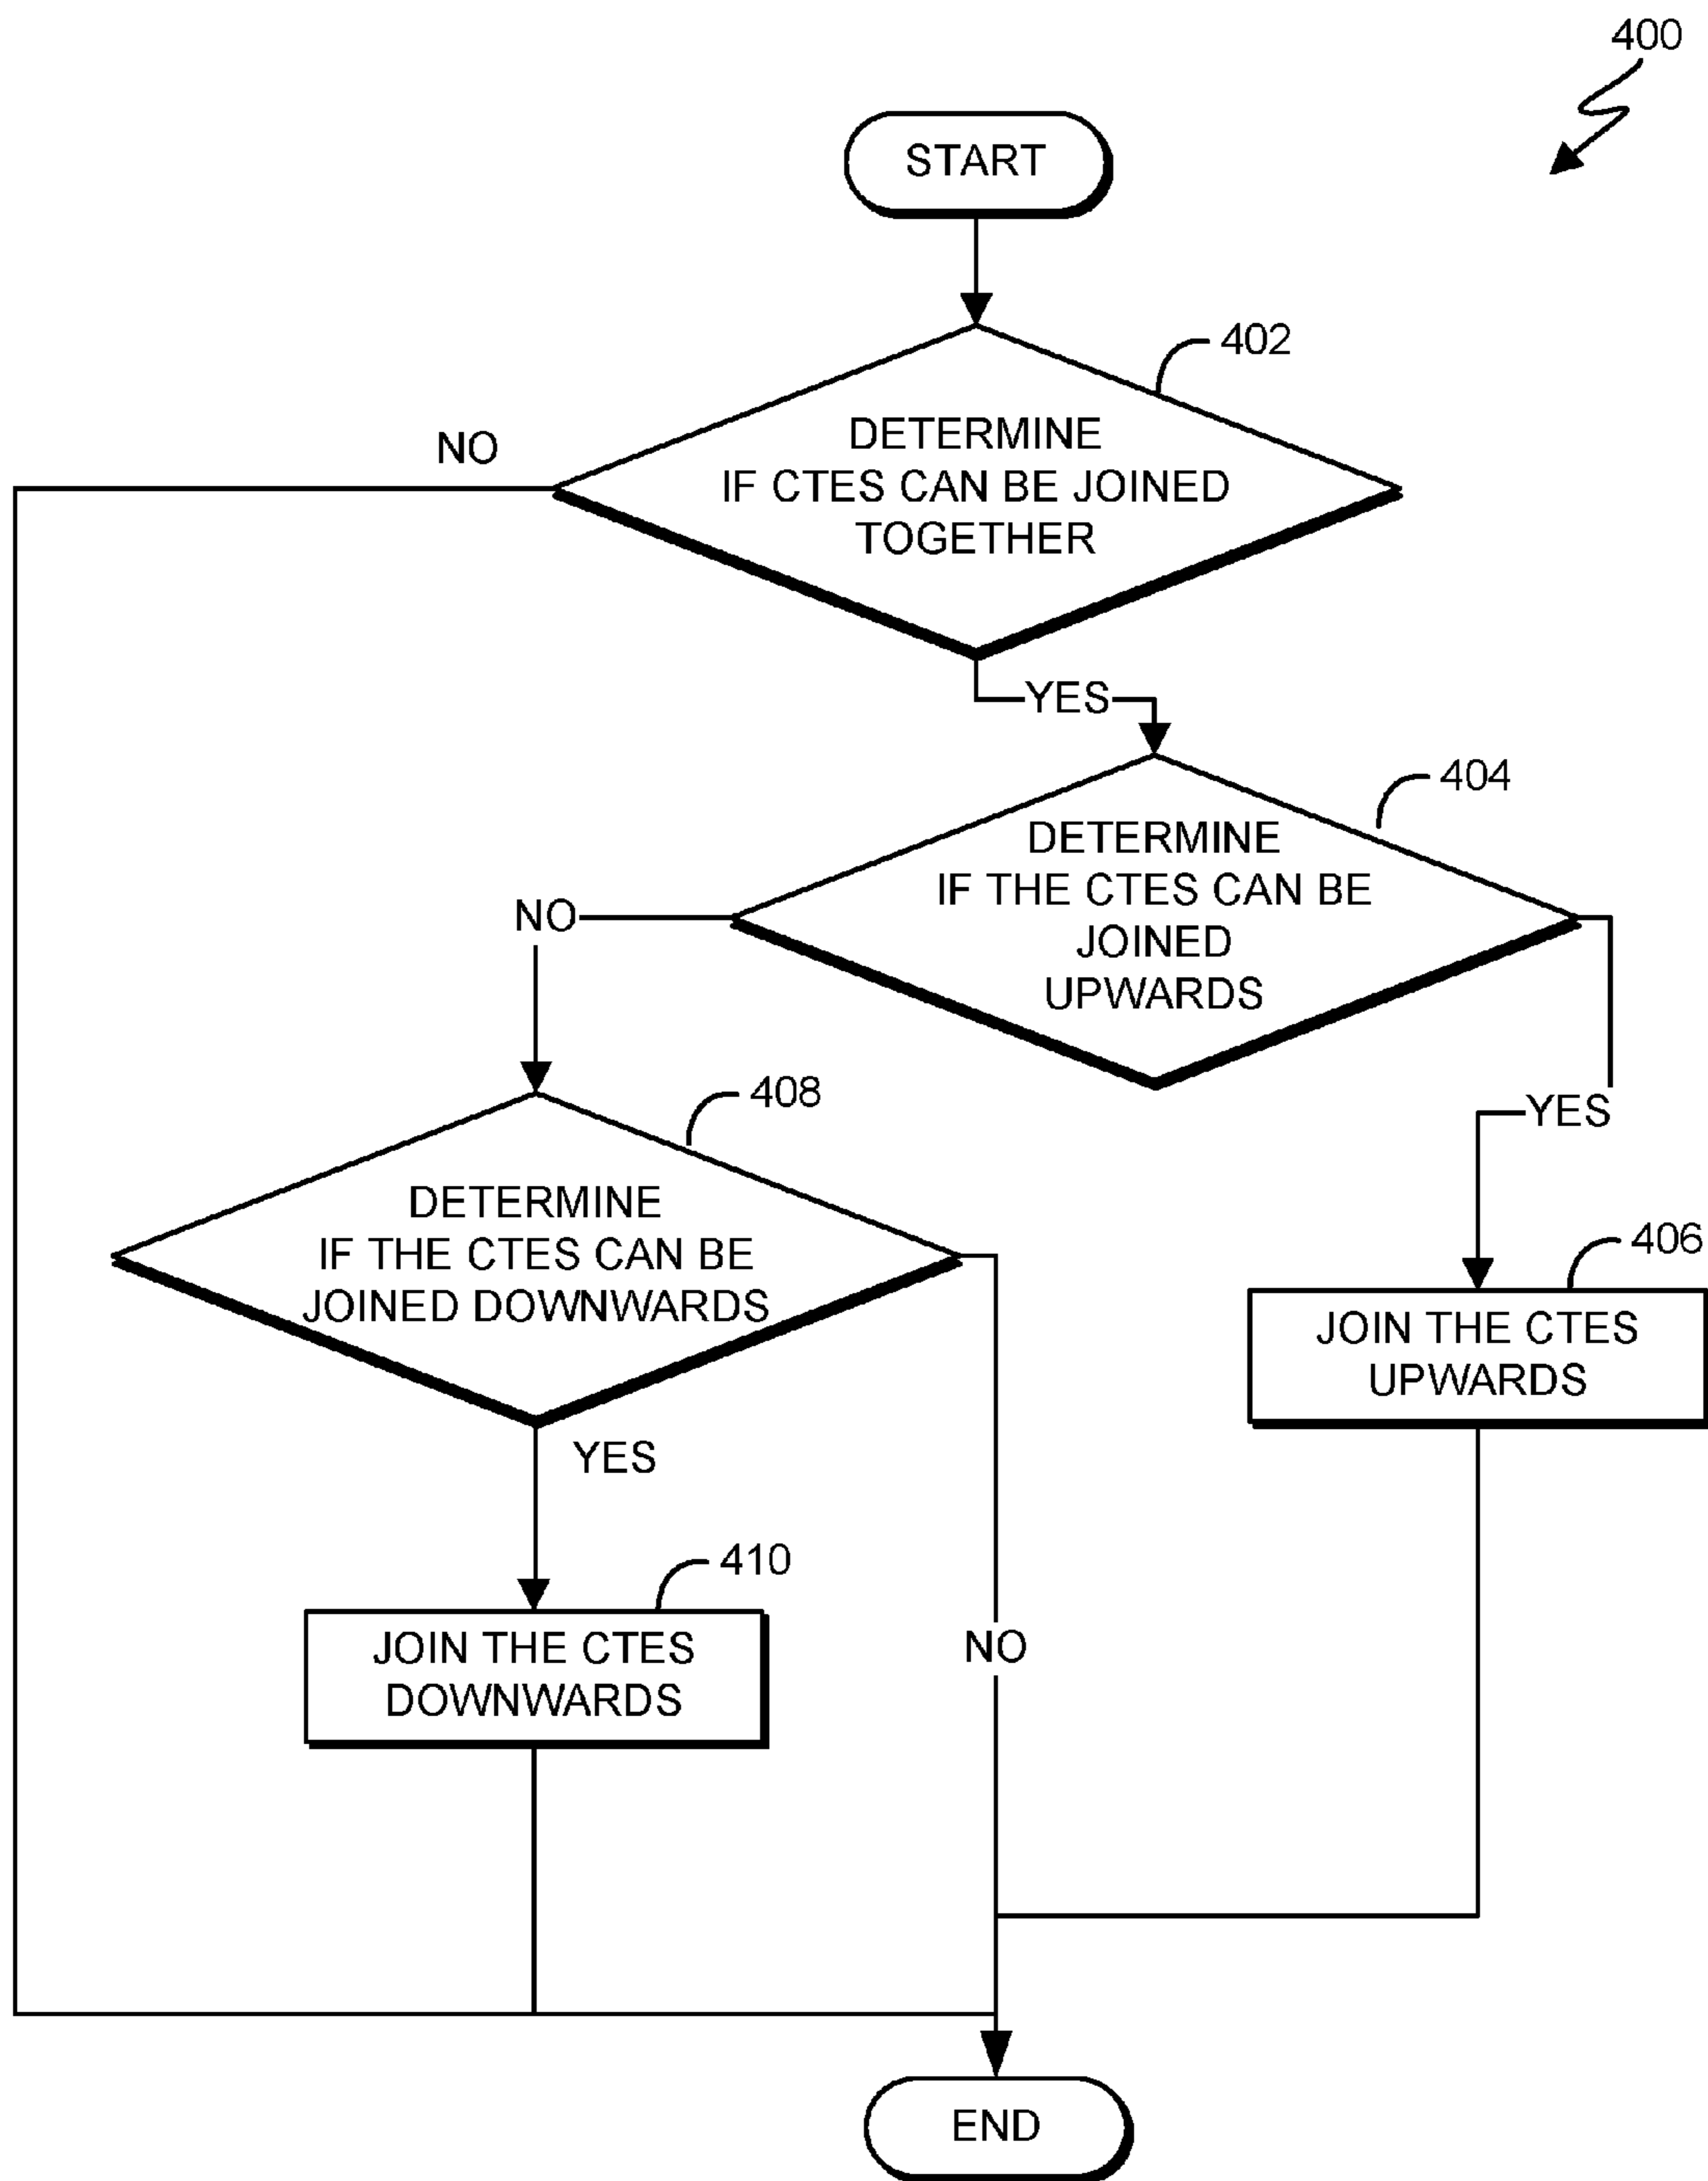 400
START
402
DETERMINE
IF CTES CAN BE JOINED
TOGETHER
NO
YES
404
DETERMINE
IF THE CTES CAN BE
JOINED
UPWARDS
NO
YES
408
DETERMINE
IF THE CTES CAN BE
JOINED DOWNWARDS
406
JOIN THE CTES
UPWARDS
YES
410
JOIN THE CTES
DOWNWARDS
NO
END